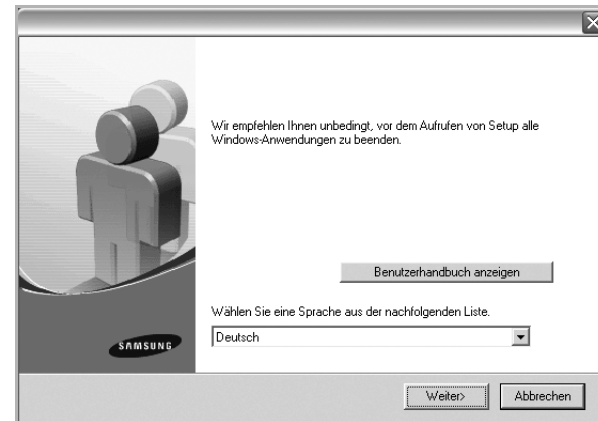 Wir empfehlen Ihnen unbedingt, vor dem Aufrufen von Setup alle
Windows-Anwendungen zu beenden.
Benutzerhandbuch anzeigen
Wählen Sie eine Sprache aus der nachfolgenden Liste.
Deutsch
SAMSUNG
Weiter>
Abbrechen